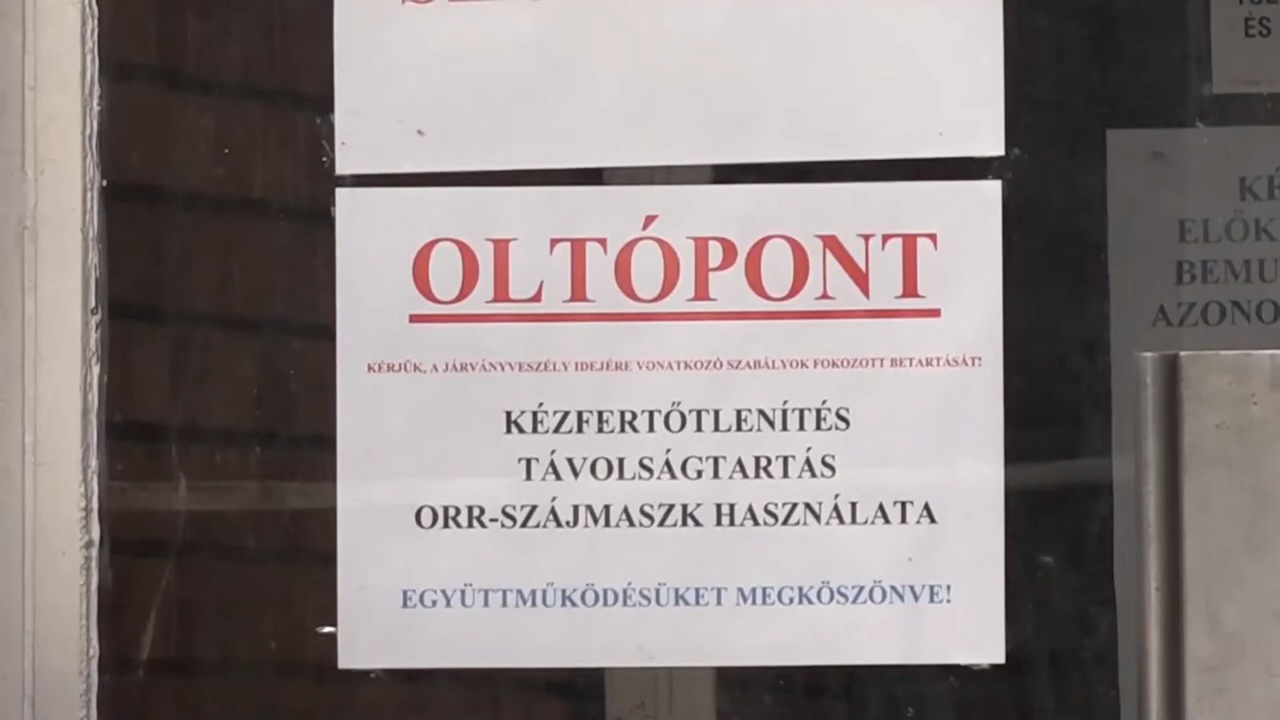 ÉS
OLTÓPONT
KÉRJÜK, A JÁRVÁNYVESZÉLY IDEJÉRE VONATKOZÓ SZABÁLYOK FOKOZOTT BETARTÁSÁT!
KÉZFERTŐTLENÍTÉS
TÁVOLSÁGTARTÁS
ORR-SZÁJMASZK HASZNÁLATA
EGYÜTTMŰKÖDÉSÜKET MEGKÖSZÖNVE!
KÉ
ELŐK
BEMU
AZONO